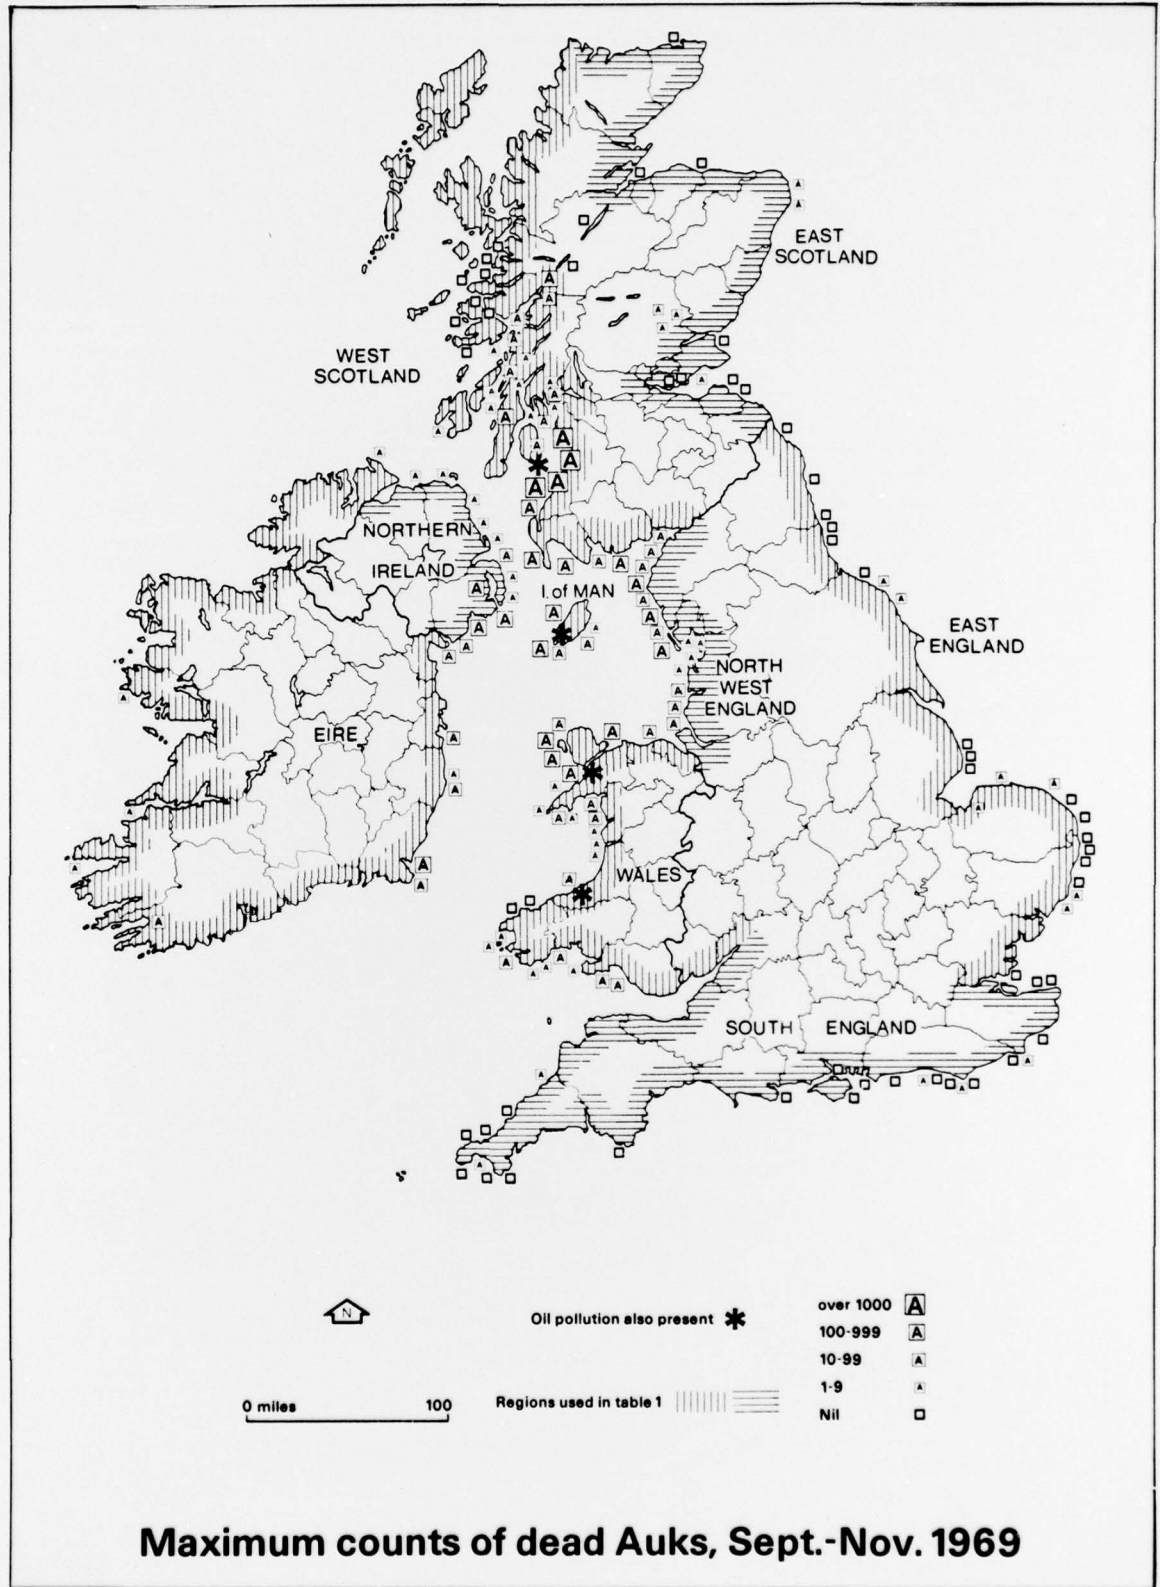 EAST
SCOTLAND
WEST
SCOTLAND
NORTHERN
IRELAND
I. of MAN
EAST
ENGLAND
NORTH
WEST
ENGLAND
EIRE
WALES
SOUTH ENGLAND
N
Oil pollution also present
over 1000 A
100-999 A
10-99 A
1-9 A
Nil
0 miles 100
Regions used in table 1
Maximum counts of dead Auks, Sept.-Nov. 1969